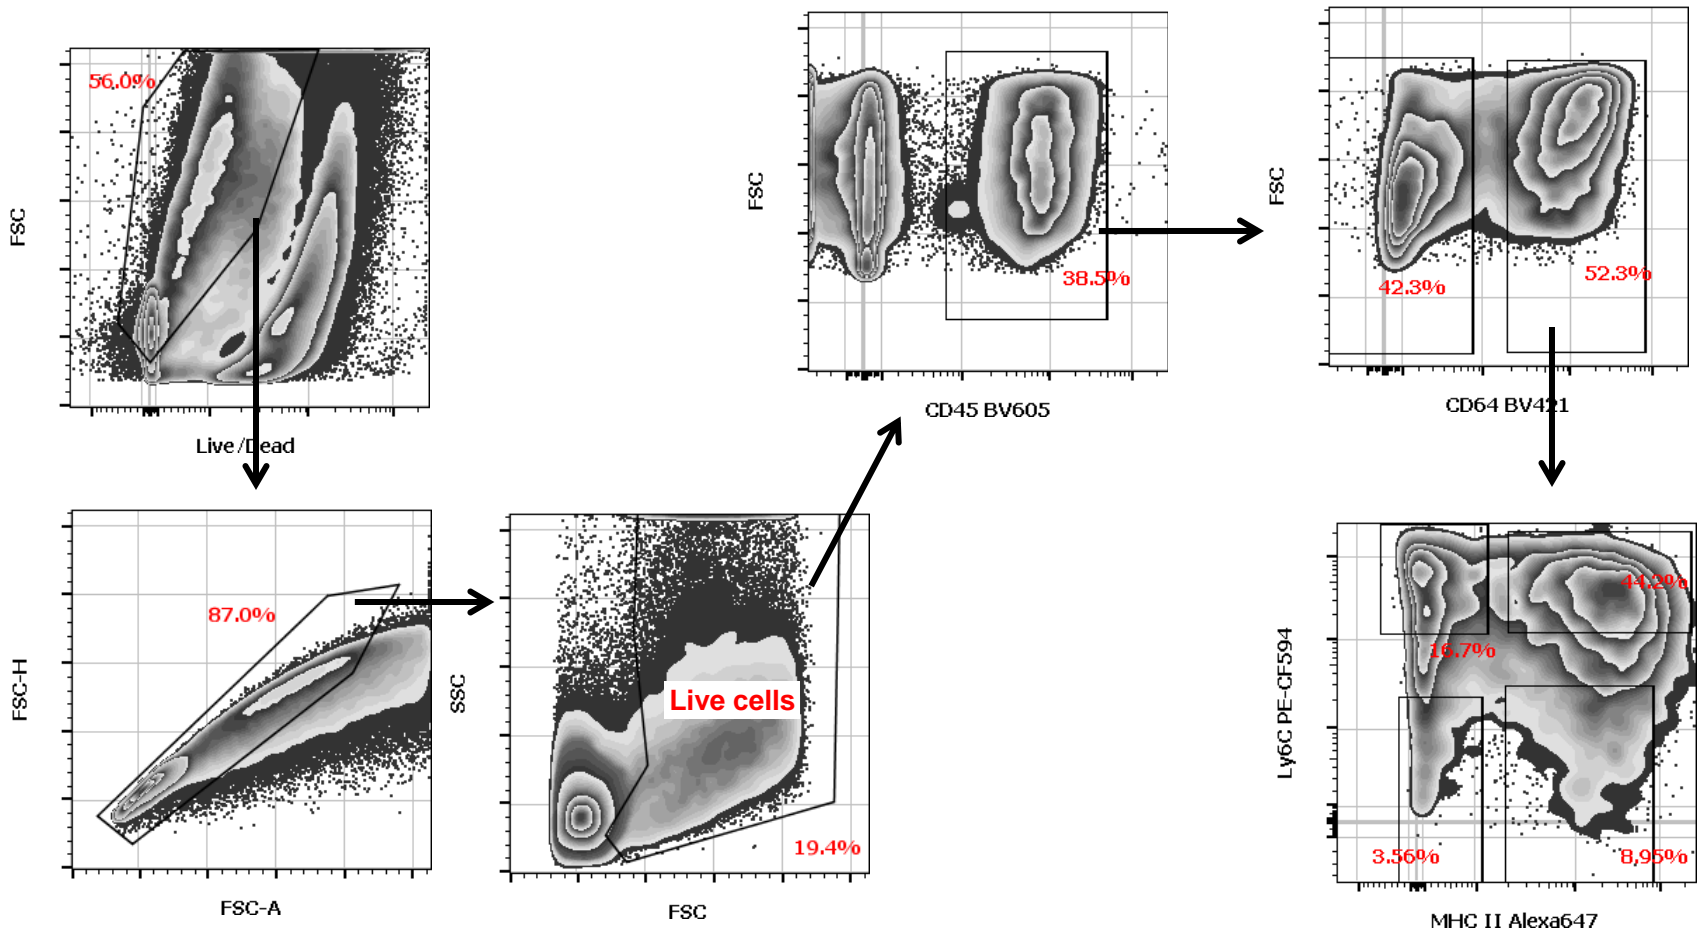 56.0%
FSC
Live/Dead
FSC
38.5%
CD45 BV605
FSC
42.3%
52.3%
CD64 BV421
87.0%
FSC-H
FSC-A
SSC
Live cells
19.4%
FSC
44.2%
16.7%
Ly6C PE-CF594
3.56%
8.95%
MHC II Alexa647